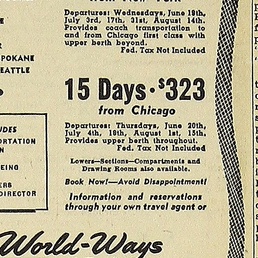 Departures: Wednesdays, June 19th,
July 3rd, 17th, 31st, August 14th.
Provides coach transportation to
and from Chicago first class with
upper berth beyond.
Fed. Tax Not Included
POKANE
EATTLE
15 Days · $323
from Chicago
Departures: Thursdays, June 20th,
July 4th, 18th, August 1st, 15th.
Provides upper berth throughout.
Fed. Tax Not Included
Lowers—Sections—Compartments and
Drawing Rooms also available.
Book Now!—Avoid Disappointment!
Information and reservations
through your own travel agent or
UDES
ORTATION
EING
ERS
DIRECTOR
World-Ways